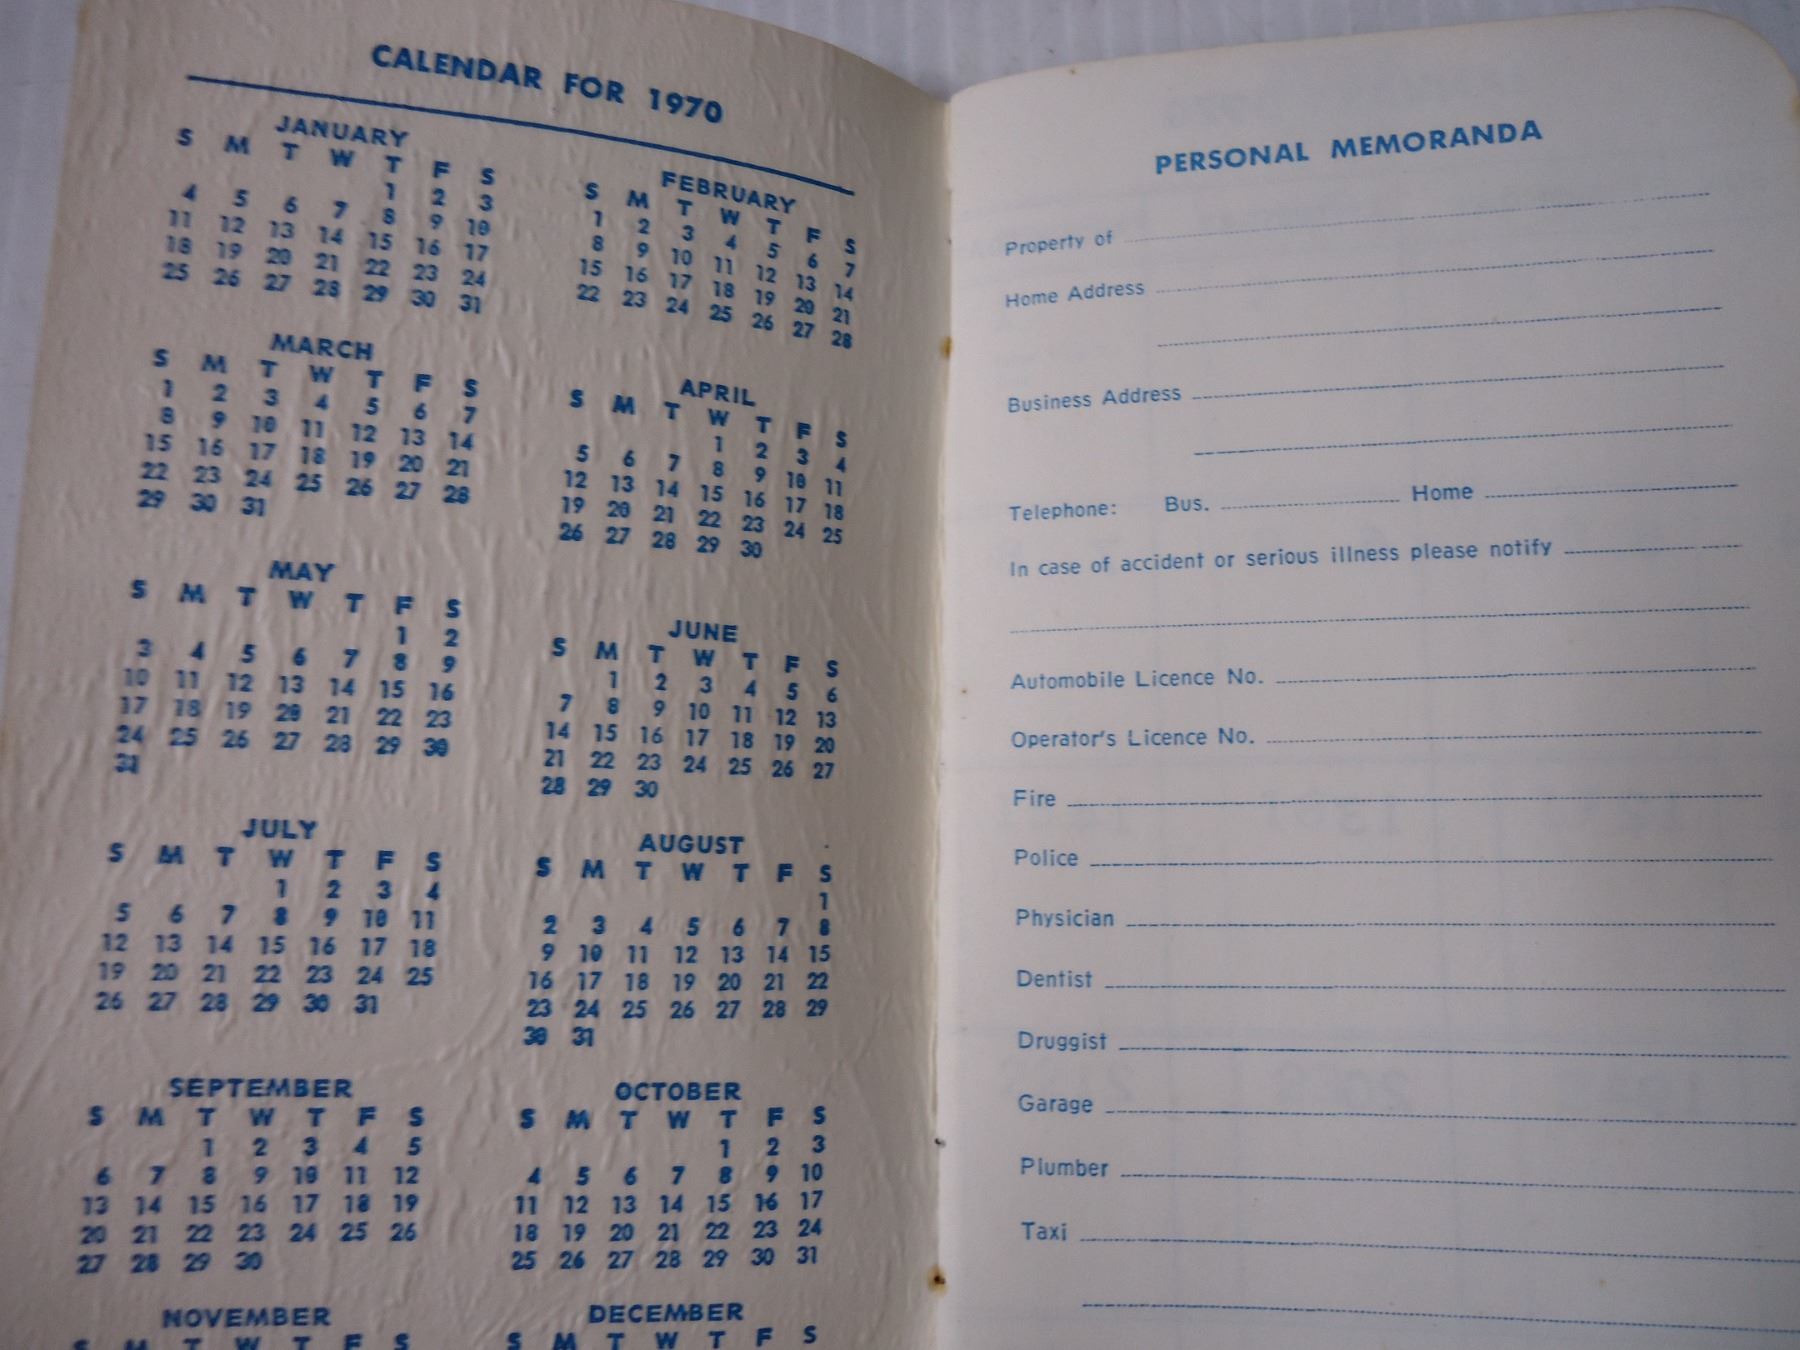 CALENDAR FOR 1970
JANUARY
S M T W T F S
1 2 3
4 5 6 7 8 9 10
11 12 13 14 15 16 17
18 19 20 21 22 23 24
25 26 27 28 29 30 31
FEBRUARY
S M T W T F S
1 2 3 4 5 6 7
8 9 10 11 12 13 14
15 16 17 18 19 20 21
22 23 24 25 26 27 28
MARCH
S M T W T F S
1 2 3 4 5 6 7
8 9 10 11 12 13 14
15 16 17 18 19 20 21
22 23 24 25 26 27 28
29 30 31
APRIL
S M T W T F S
1 2 3 4
5 6 7 8 9 10 11
12 13 14 15 16 17 18
19 20 21 22 23 24 25
26 27 28 29 30
MAY
S M T W T F S
1 2
3 4 5 6 7 8 9
10 11 12 13 14 15 16
17 18 19 20 21 22 23
24 25 26 27 28 29 30
31
JUNE
S M T W T F S
1 2 3 4 5 6
7 8 9 10 11 12 13
14 15 16 17 18 19 20
21 22 23 24 25 26 27
28 29 30
JULY
S M T W T F S
1 2 3 4
5 6 7 8 9 10 11
12 13 14 15 16 17 18
19 20 21 22 23 24 25
26 27 28 29 30 31
AUGUST
S M T W T F S
1
2 3 4 5 6 7 8
9 10 11 12 13 14 15
16 17 18 19 20 21 22
23 24 25 26 27 28 29
30 31
SEPTEMBER
S M T W T F S
1 2 3 4 5
6 7 8 9 10 11 12
13 14 15 16 17 18 19
20 21 22 23 24 25 26
27 28 29 30
OCTOBER
S M T W T F S
1 2 3
4 5 6 7 8 9 10
11 12 13 14 15 16 17
18 19 20 21 22 23 24
25 26 27 28 29 30 31
NOVEMBER
S M T W T F S
DECEMBER
S M T W T F S
PERSONAL MEMORANDA
Property of
Home Address
Business Address
Telephone: Bus. Home
In case of accident or serious illness please notify
Automobile Licence No.
Operator's Licence No.
Fire
Police
Physician
Dentist
Druggist
Garage
Plumber
Taxi